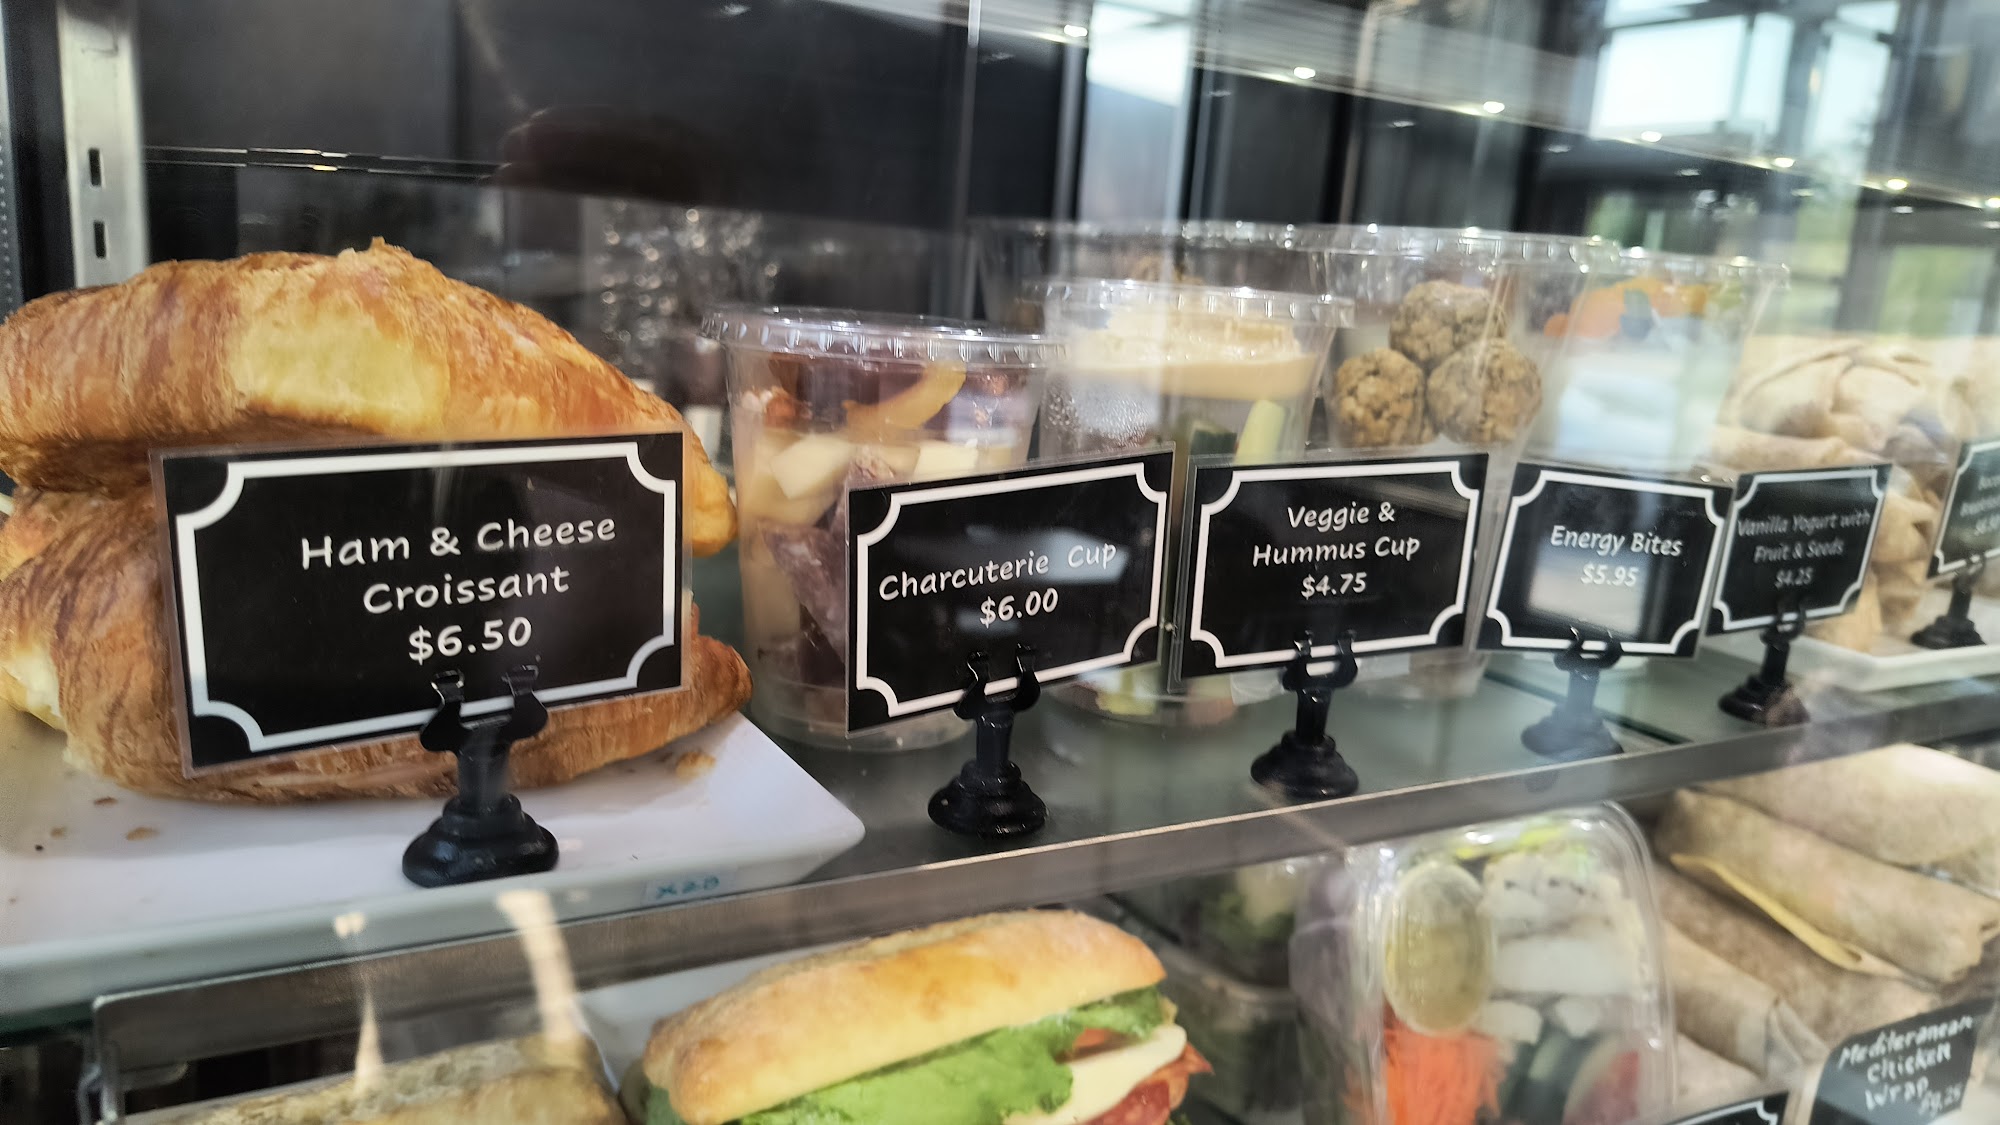 Ham & Cheese
Croissant
$6.50
Charcuterie Cup
$6.00
Veggie &
Hummus Cup
$4.75
Energy Bites
$5.95
Vanilla Yogurt with
Fruit & Seeds
$4.25
Mediterranean
Chicken
Wrap